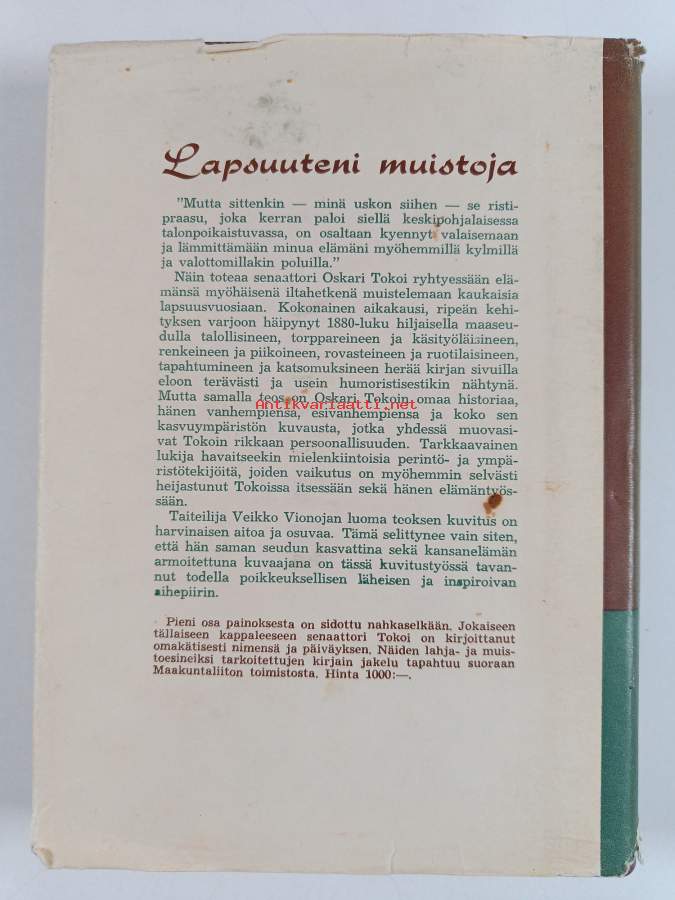 Lapsuuteni muistoja
"Mutta sittenkin — minä uskon siihen — se risti-
praasu, joka kerran paloi siellä keskipohjalaisessa
talonpoikaistuvassa, on osaltaan kyennyt valaisemaan
ja lämmittämään minua elämäni myöhemmillä kylmillä
ja valottomillakin poluilla."
Näin toteaa senaattori Oskari Tokoi ryhtyessään elä-
mänsä myöhäisenä iltahetkenä muistelemaan kaukaisia
lapsuusvuosiaan. Kokonainen aikakausi, ripeän kehi-
tyksen varjoon häipynyt 1880-luku hiljaisella maaseu-
dulla talollisineen, torppareineen ja käsityöläisineen,
renkeineen ja piikoineen, rovasteineen ja ruotilaisineen,
tapahtumineen ja katsomuksineen herää kirjan sivuilla
eloon terävästi ja usein humoristisestikin nähtynä.
Mutta samalla teos on Oskari Tokoin omaa historiaa,
Antikvariaatti.net
hänen vanhempiensa, esivanhempiensa ja koko sen
kasvuympäristön kuvausta, jotka yhdessä muovasi-
vat Tokoin rikkaan persoonallisuuden. Tarkkaavainen
lukija havaitseekin mielenkiintoisia perintö- ja ympä-
ristötekijöitä, joiden vaikutus on myöhemmin selvästi
heijastunut Tokoissa itsessään sekä hänen elämäntyös-
sään.
Taiteilija Veikko Vionojan luoma teoksen kuvitus on
harvinaisen aitoa ja osuvaa. Tämä selittynee vain siten,
että hän saman seudun kasvattina sekä kansanelämän
armoitettuna kuvaajana on tässä kuvitustyössä tavan-
nut todella poikkeuksellisen läheisen ja inspiroivan
aihepiirin.
Pieni osa painoksesta on sidottu nahkaselkään. Jokaiseen
tällaiseen kappaleeseen senaattori Tokoi on kirjoittanut
omakätisesti nimensä ja päiväyksen. Näiden lahja- ja muis-
toesineiksi tarkoitettujen kirjain jakelu tapahtuu suoraan
Maakuntaliiton toimistosta. Hinta 1000:—.